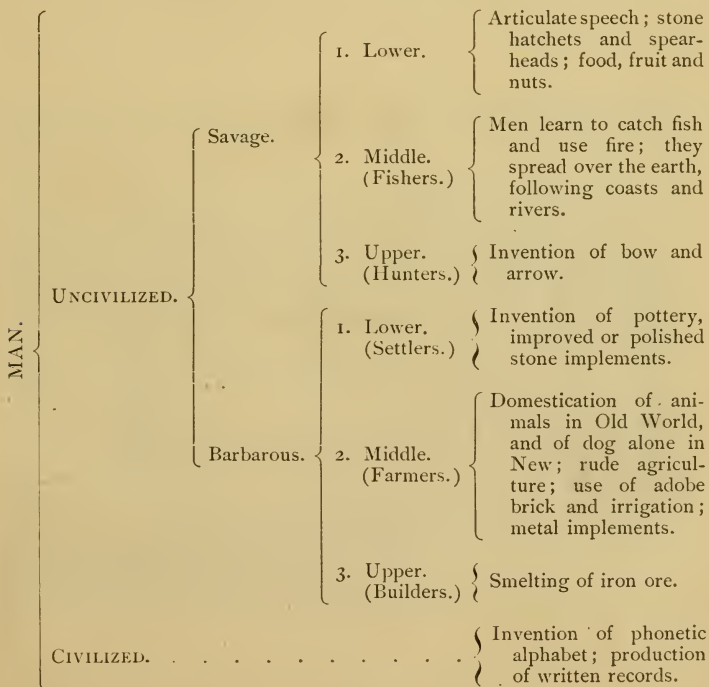 MAN.
UNCIVILIZED.
Savage.
1. Lower.
Articulate speech; stone
hatchets and spear-
heads; food, fruit and
nuts.
2. Middle.
(Fishers.)
Men learn to catch fish
and use fire; they
spread over the earth,
following coasts and
rivers.
3. Upper.
(Hunters.)
Invention of bow and
arrow.
Barbarous.
1. Lower.
(Settlers.)
Invention of pottery,
improved or polished
stone implements.
2. Middle.
(Farmers.)
Domestication of ani-
mals in Old World,
and of dog alone in
New; rude agricul-
ture; use of adobe
brick and irrigation;
metal implements.
3. Upper.
(Builders.)
Smelting of iron ore.
CIVILIZED. . . . . . . . . .
Invention of phonetic
alphabet; production
of written records.